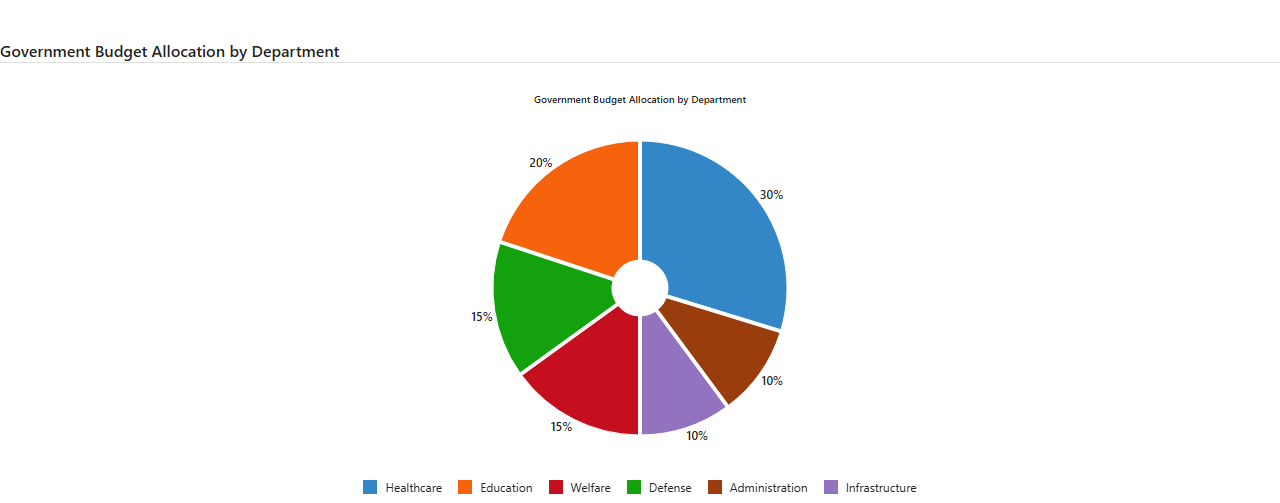 Government Budget Allocation by Department
Government Budget Allocation by Department
20%
30%
15%
10%
15%
10%
Healthcare Education Welfare Defense Administration Infrastructure